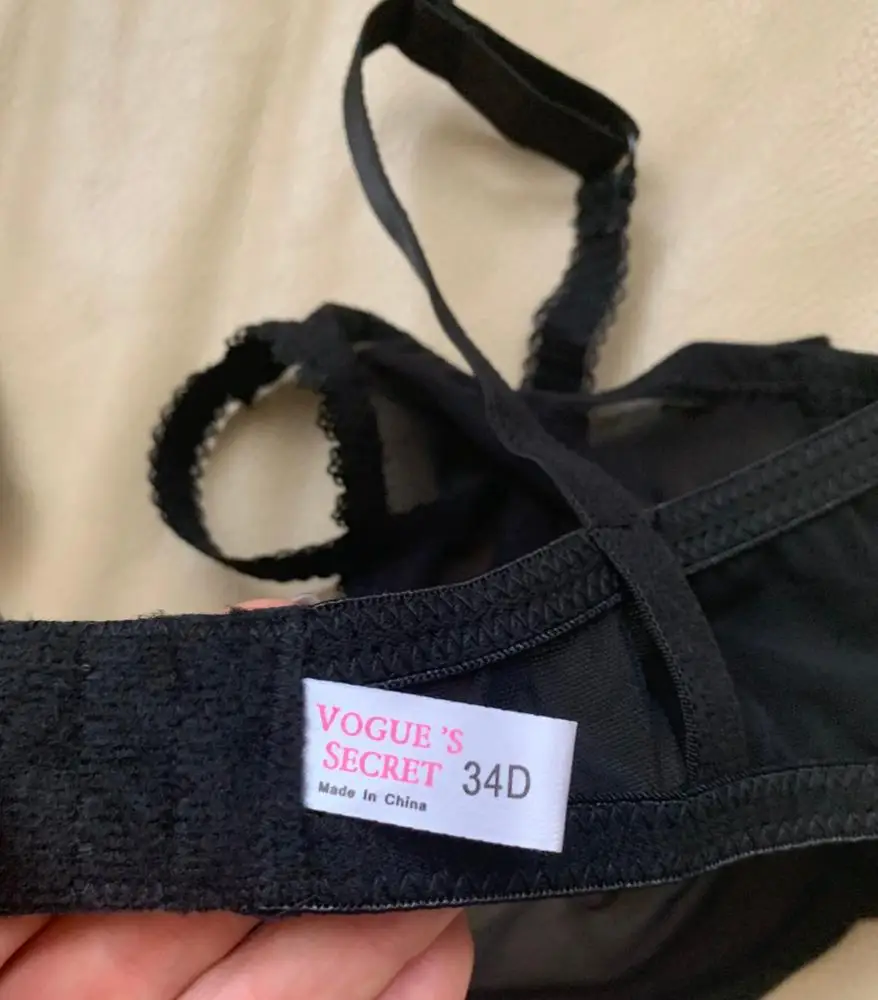 VOGUE 'S
SECRET 34D
Made In China